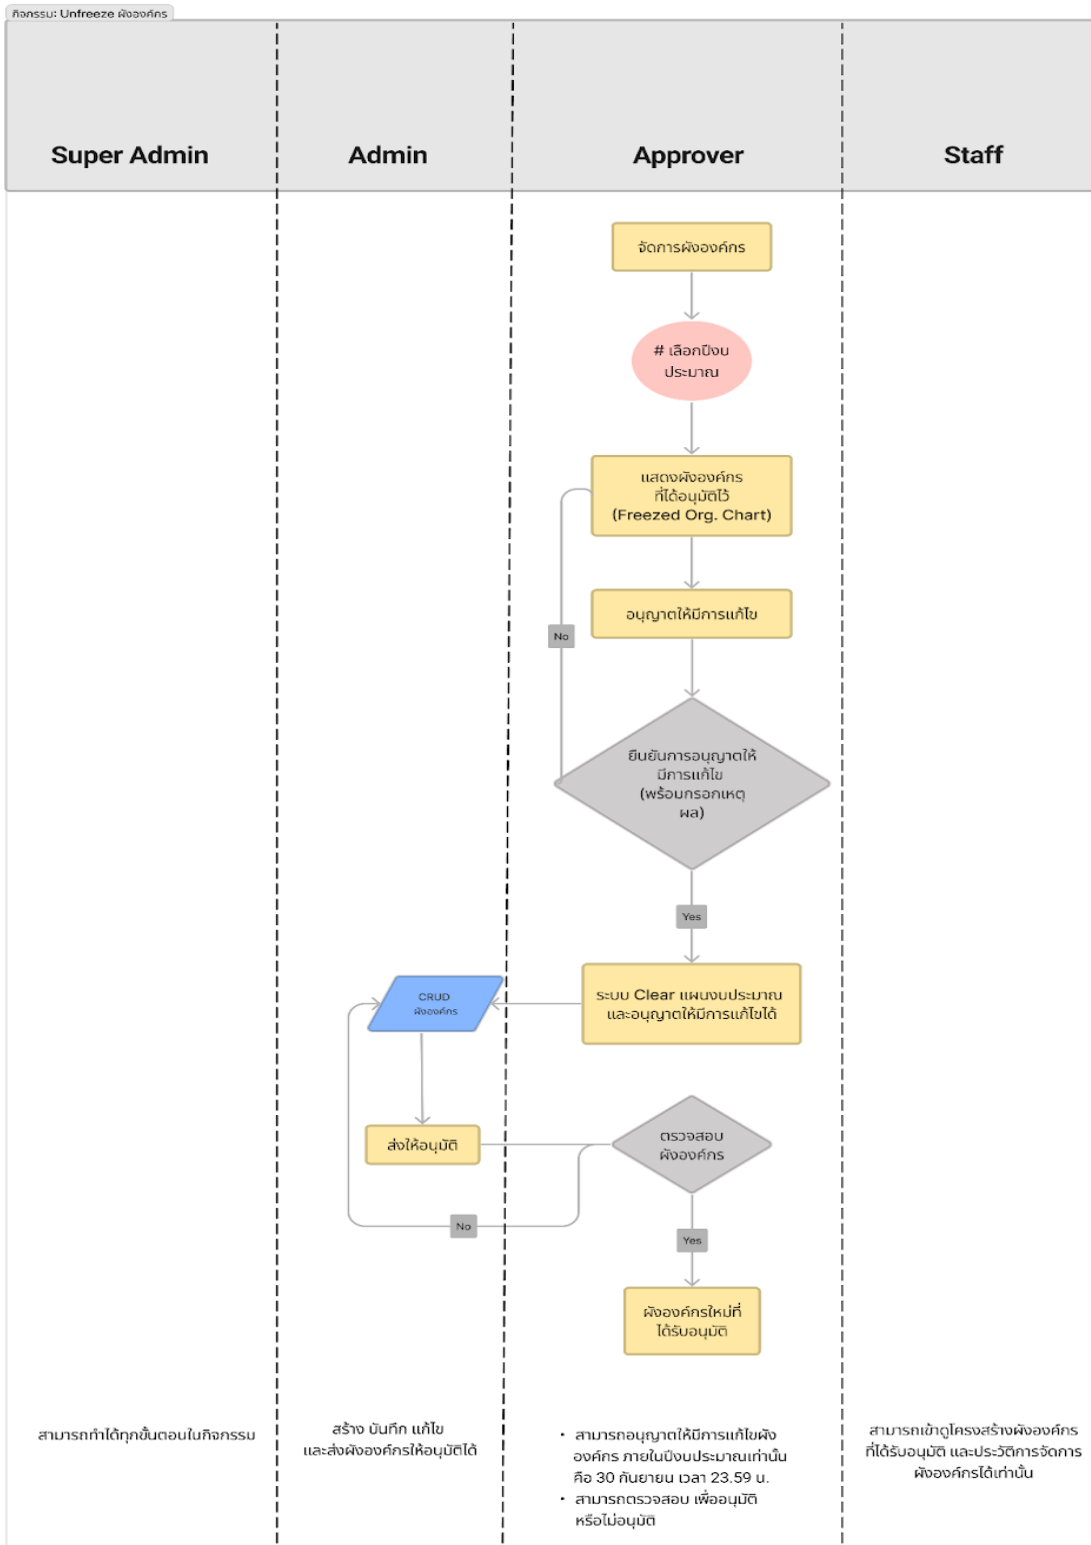 กิจกรรม: Unfreeze ผังองค์กร
Super Admin
Admin
Approver
Staff
จัดการผังองค์กร
# เลือกปีงบ
ประมาณ
แสดงผังองค์กร
ที่ได้อนุมัติไว้
(Freezed Org. Chart)
อนุญาตให้มีการแก้ไข
No
ยืนยันการอนุญาตให้
มีการแก้ไข
(พร้อมกรอกเหตุ
ผล)
Yes
CRUD
ผังองค์กร
ระบบ Clear แผนงบประมาณ
และอนุญาตให้มีการแก้ไขได้
ส่งให้อนุมัติ
ตรวจสอบ
ผังองค์กร
No
Yes
ผังองค์กรใหม่ที่
ได้รับอนุมัติ
สามารถทำได้ทุกขั้นตอนในกิจกรรม
สร้าง บันทึก แก้ไข
และส่งผังองค์กรให้อนุมัติได้
• สามารถอนุญาตให้มีการแก้ไขผัง
องค์กร ภายในปีงบประมาณเท่านั้น
คือ 30 กันยายน เวลา 23.59 น.
• สามารถตรวจสอบ เพื่ออนุมัติ
หรือไม่อนุมัติ
สามารถเข้าดูโครงสร้างผังองค์กร
ที่ได้รับอนุมัติ และประวัติการจัดการ
ผังองค์กรได้เท่านั้น